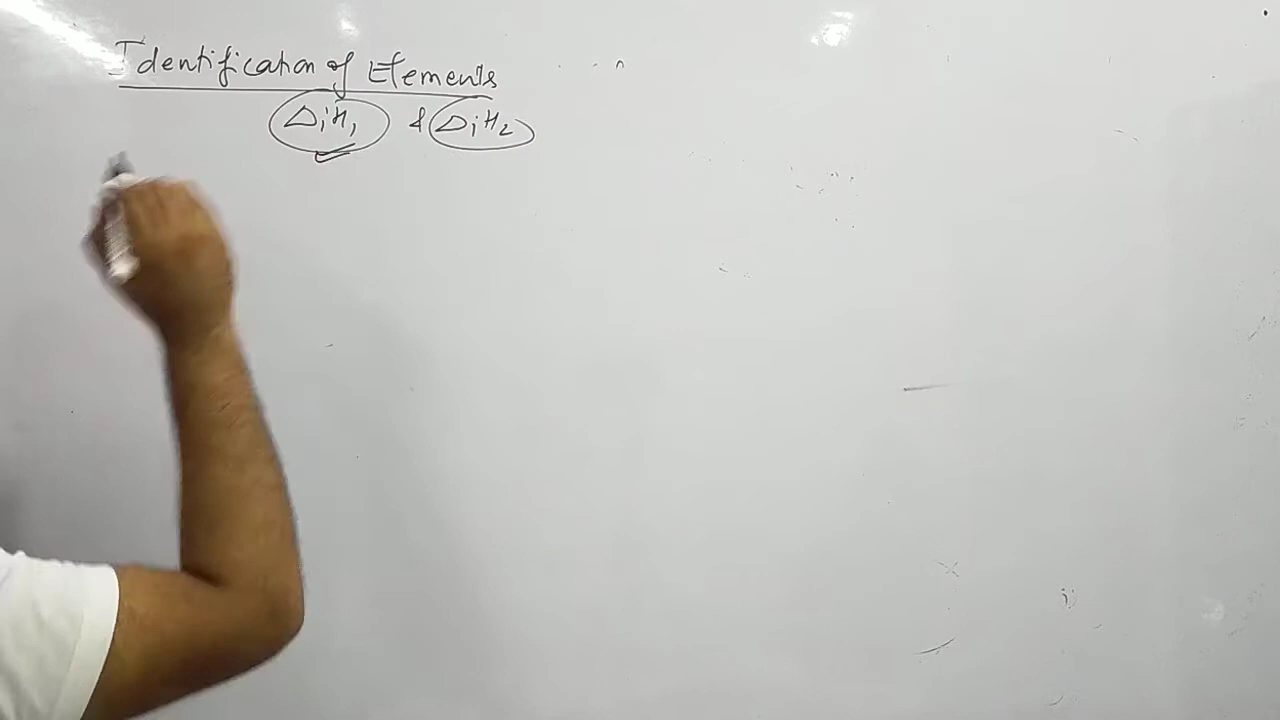 Identification of Elements
ΔiH1 & ΔiH2